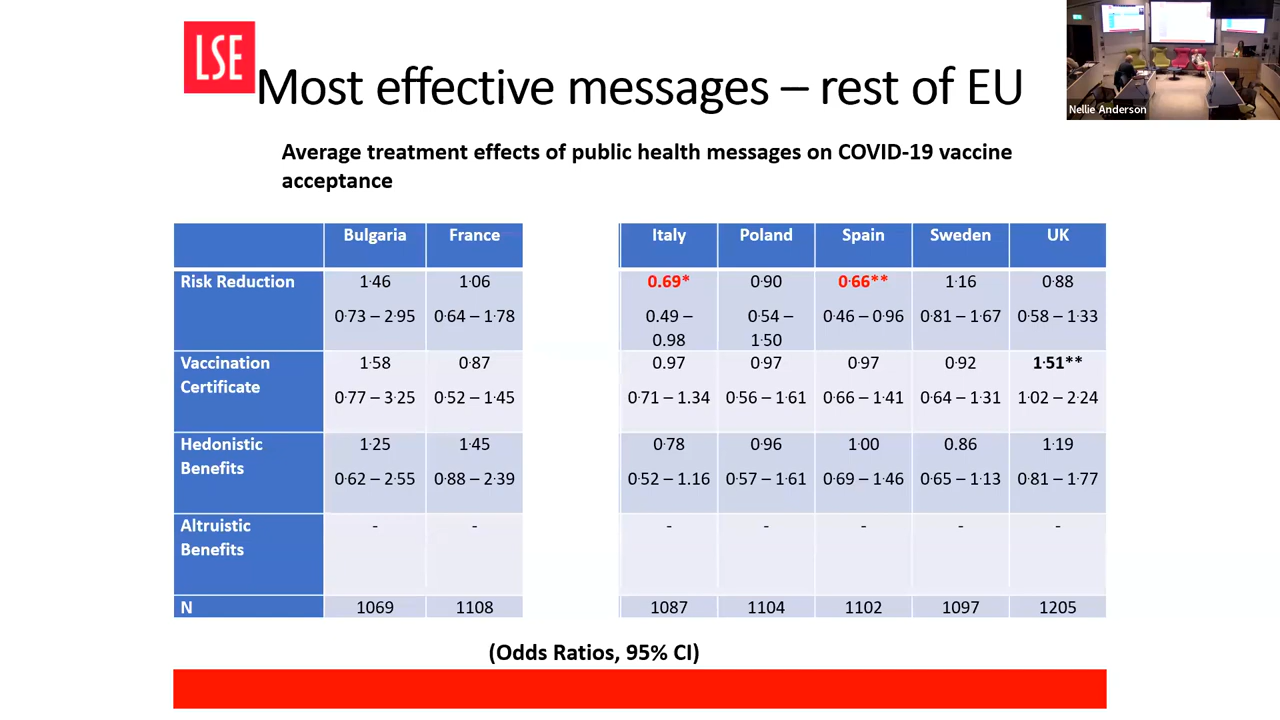 LSE
Most effective messages – rest of EU
Nellie Anderson
Average treatment effects of public health messages on COVID-19 vaccine
acceptance
Bulgaria France Italy Poland Spain Sweden UK
Risk Reduction 1·46 1·06 0.69* 0·90 0·66** 1·16 0·88
0·73 – 2·95 0·64 – 1·78 0.49 – 0·54 – 0·46 – 0·96 0·81 – 1·67 0·58 – 1·33
0.98 1·50
Vaccination 1·58 0·87 0.97 0·97 0·97 0·92 1·51**
Certificate 0·77 – 3·25 0·52 – 1·45 0·71 – 1.34 0·56 – 1·61 0·66 – 1·41 0·64 – 1·31 1·02 – 2·24
Hedonistic 1·25 1·45 0.78 0·96 1·00 0.86 1·19
Benefits 0·62 – 2·55 0·88 – 2·39 0·52 – 1.16 0·57 – 1·61 0·69 – 1·46 0·65 – 1·13 0·81 – 1·77
Altruistic - - - - - - -
Benefits
N 1069 1108 1087 1104 1102 1097 1205
(Odds Ratios, 95% CI)